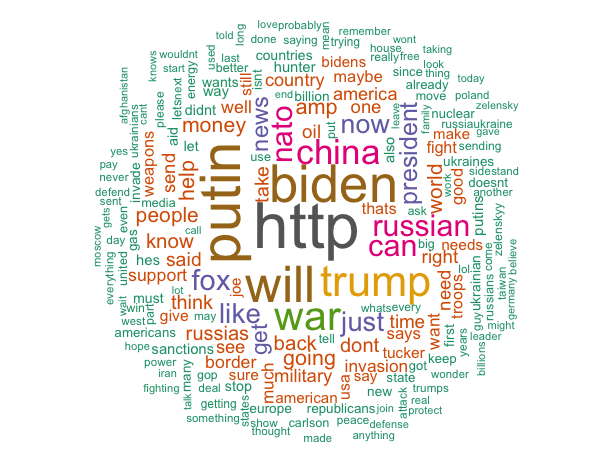 http
biden
putin
will
trump
war
china
russian
can
nato
president
now
just
like
fox
get
news
money
help
people
know
said
support
think
russias
see
back
going
dont
military
invasion
border
american
america
country
maybe
amp
one
oil
well
take
send
weapons
world
fight
make
good
right
need
needs
troops
want
time
says
tucker
say
usa
much
sure
give
joe
thats
still
way
bidens
hunter
countries
billion
better
wants
energy
used
last
isnt
didnt
aid
let
use
end
put
also
leave
already
move
since
nuclear
ukraines
doesnt
putins
ukrainian
russians
come
guy
first
years
keep
got
state
new
europe
republicans
stop
gop
deal
getting
sanctions
many
talk
power
iran
fighting
hope
americans
west
win
must
part
wait
united
everything
gas
hes
lot
may
call
even
day
gets
moscow
sent
defend
media
never
pay
yes
invade
ukrainians
cant
afghanistan
please
lets
next
start
knows
wouldnt
told
long
done
love
probably
saying
trying
mean
remember
house
really
free
wont
taking
look
thing
today
poland
zelensky
russiaukraine
gave
sending
family
work
sidestand
another
zelenskyy
believe
taiwan
germany
might
leader
billions
wonder
trumps
real
protect
attack
join
defense
peace
anything
made
carlson
show
thought
states
something
tell
whats
every
big
ask
lol